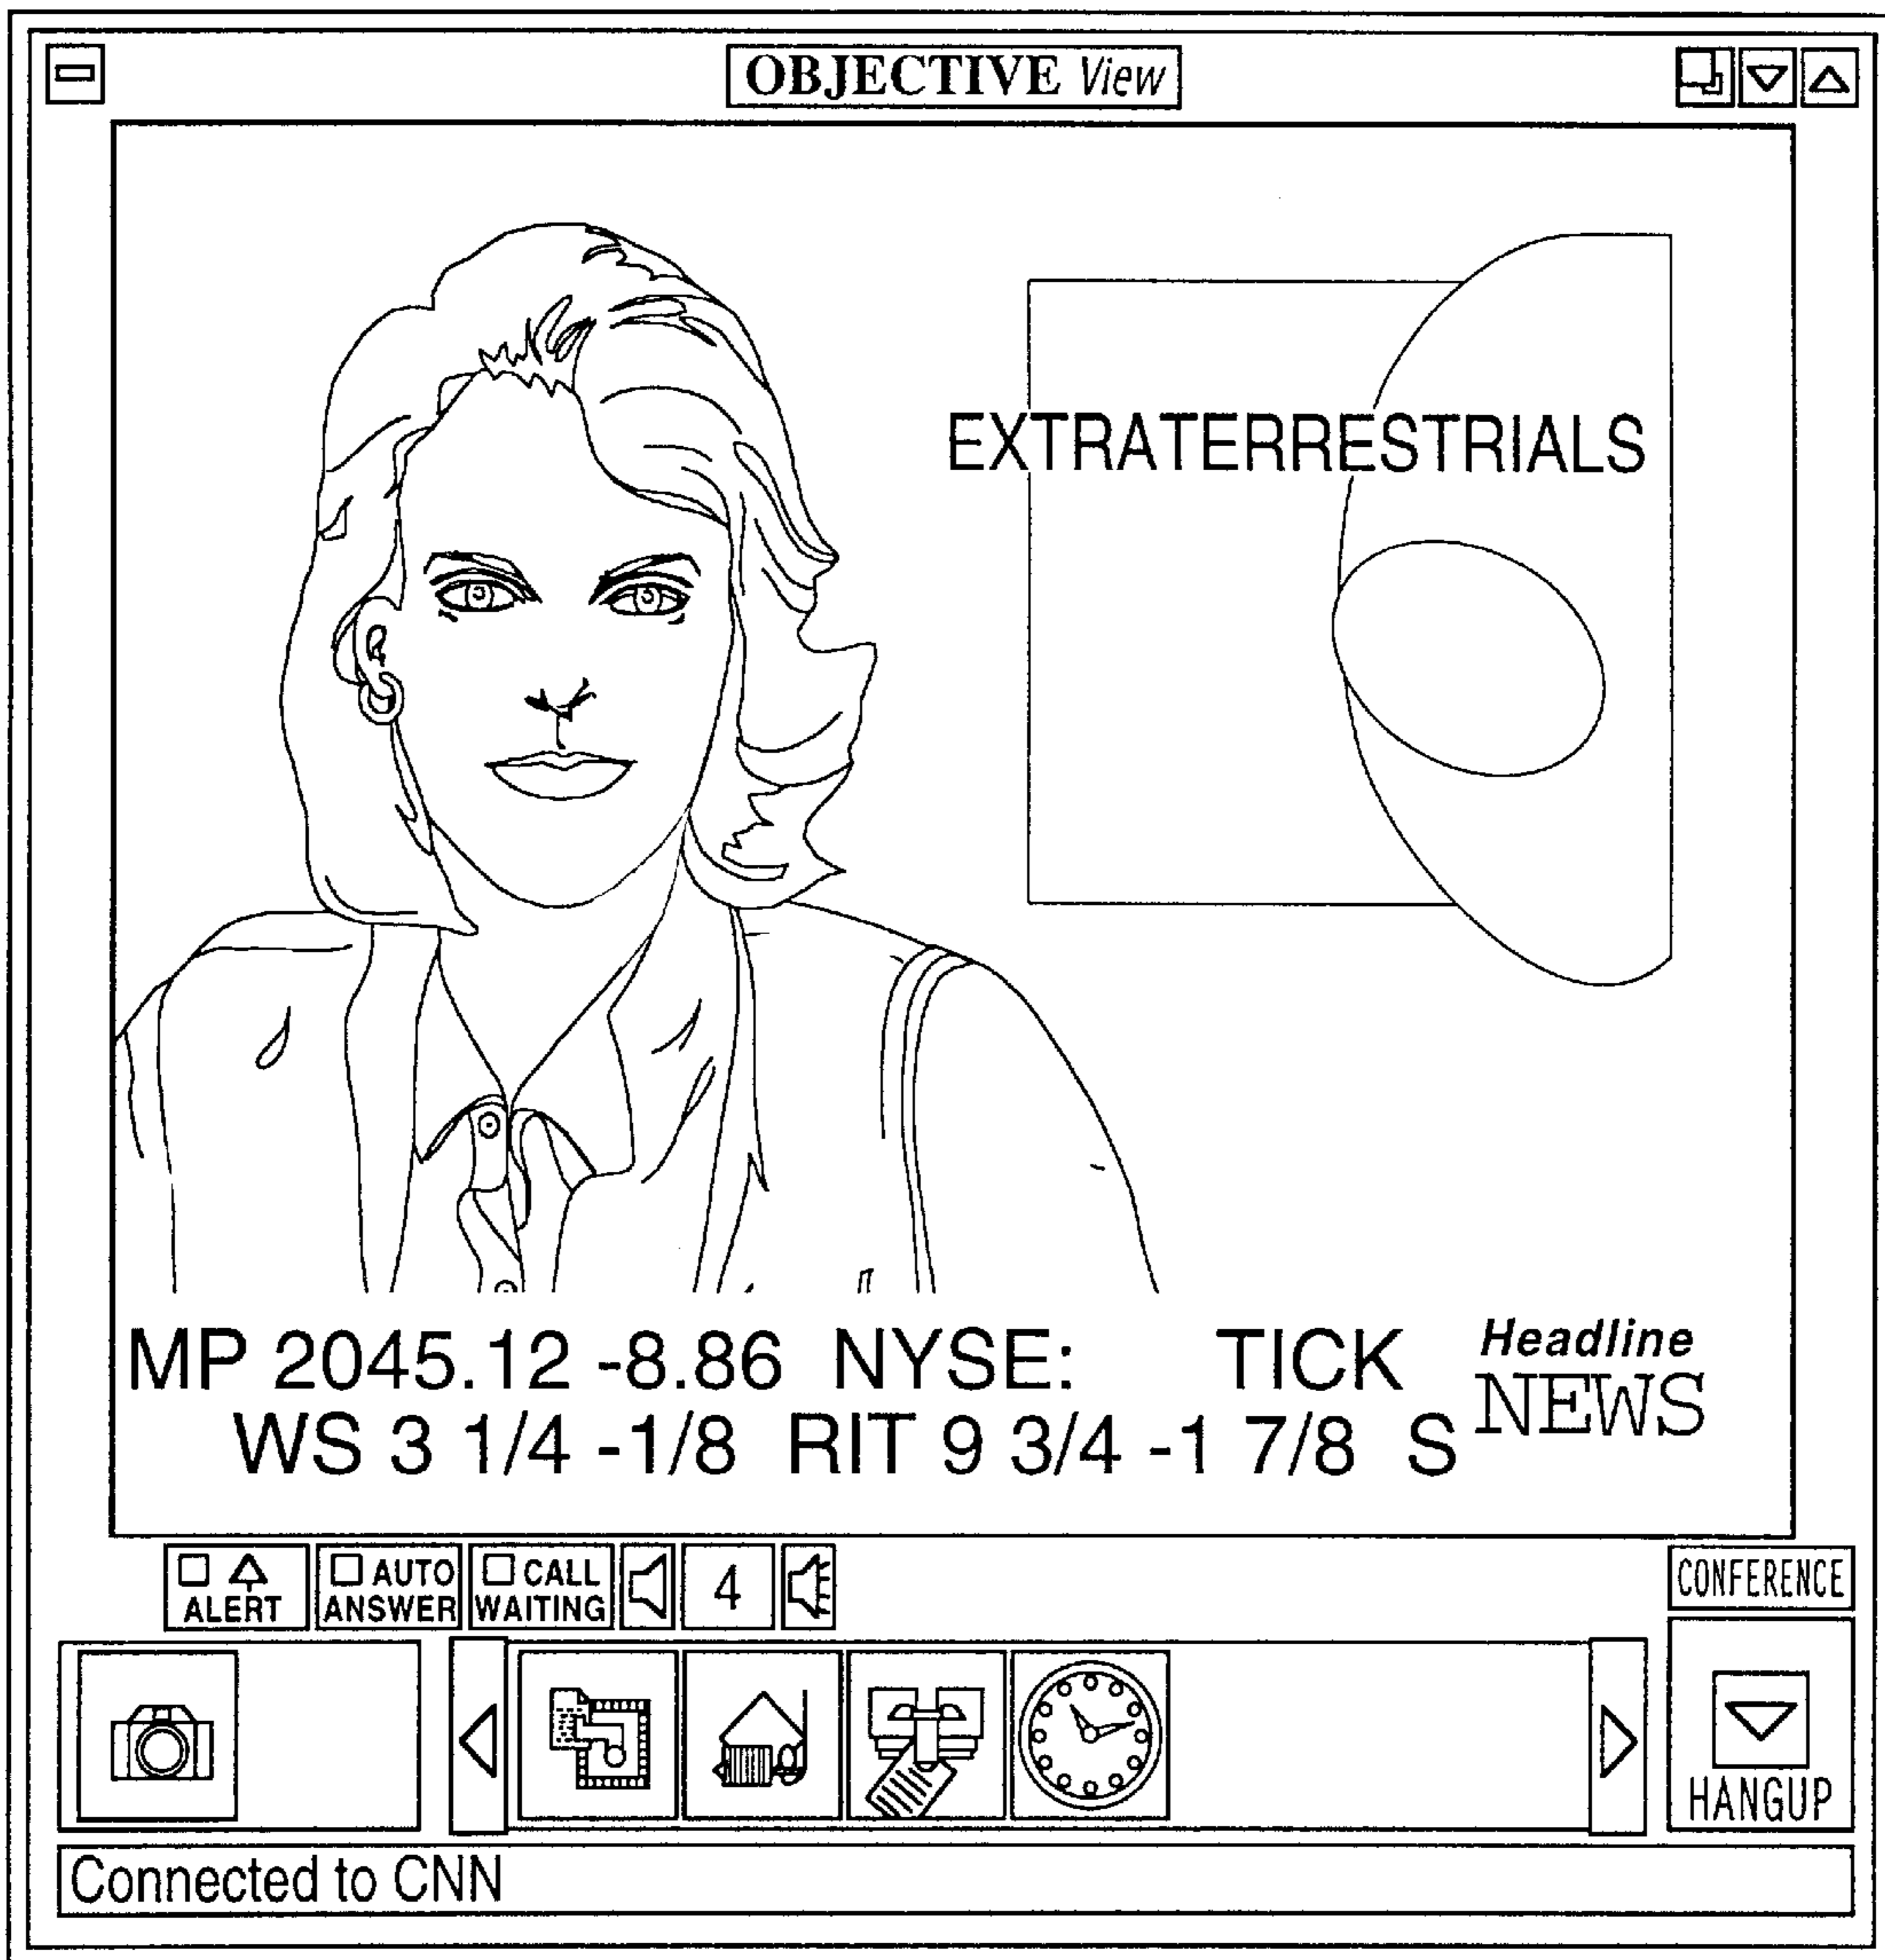 OBJECTIVE View
EXTRATERRESTRIALS
MP 2045.12 -8.86 NYSE: TICK
WS 3 1/4 -1/8 RIT 9 3/4 -1 7/8 S
Headline
NEWS
ALERT
AUTO
ANSWER
CALL
WAITING
4
CONFERENCE
HANGUP
Connected to CNN